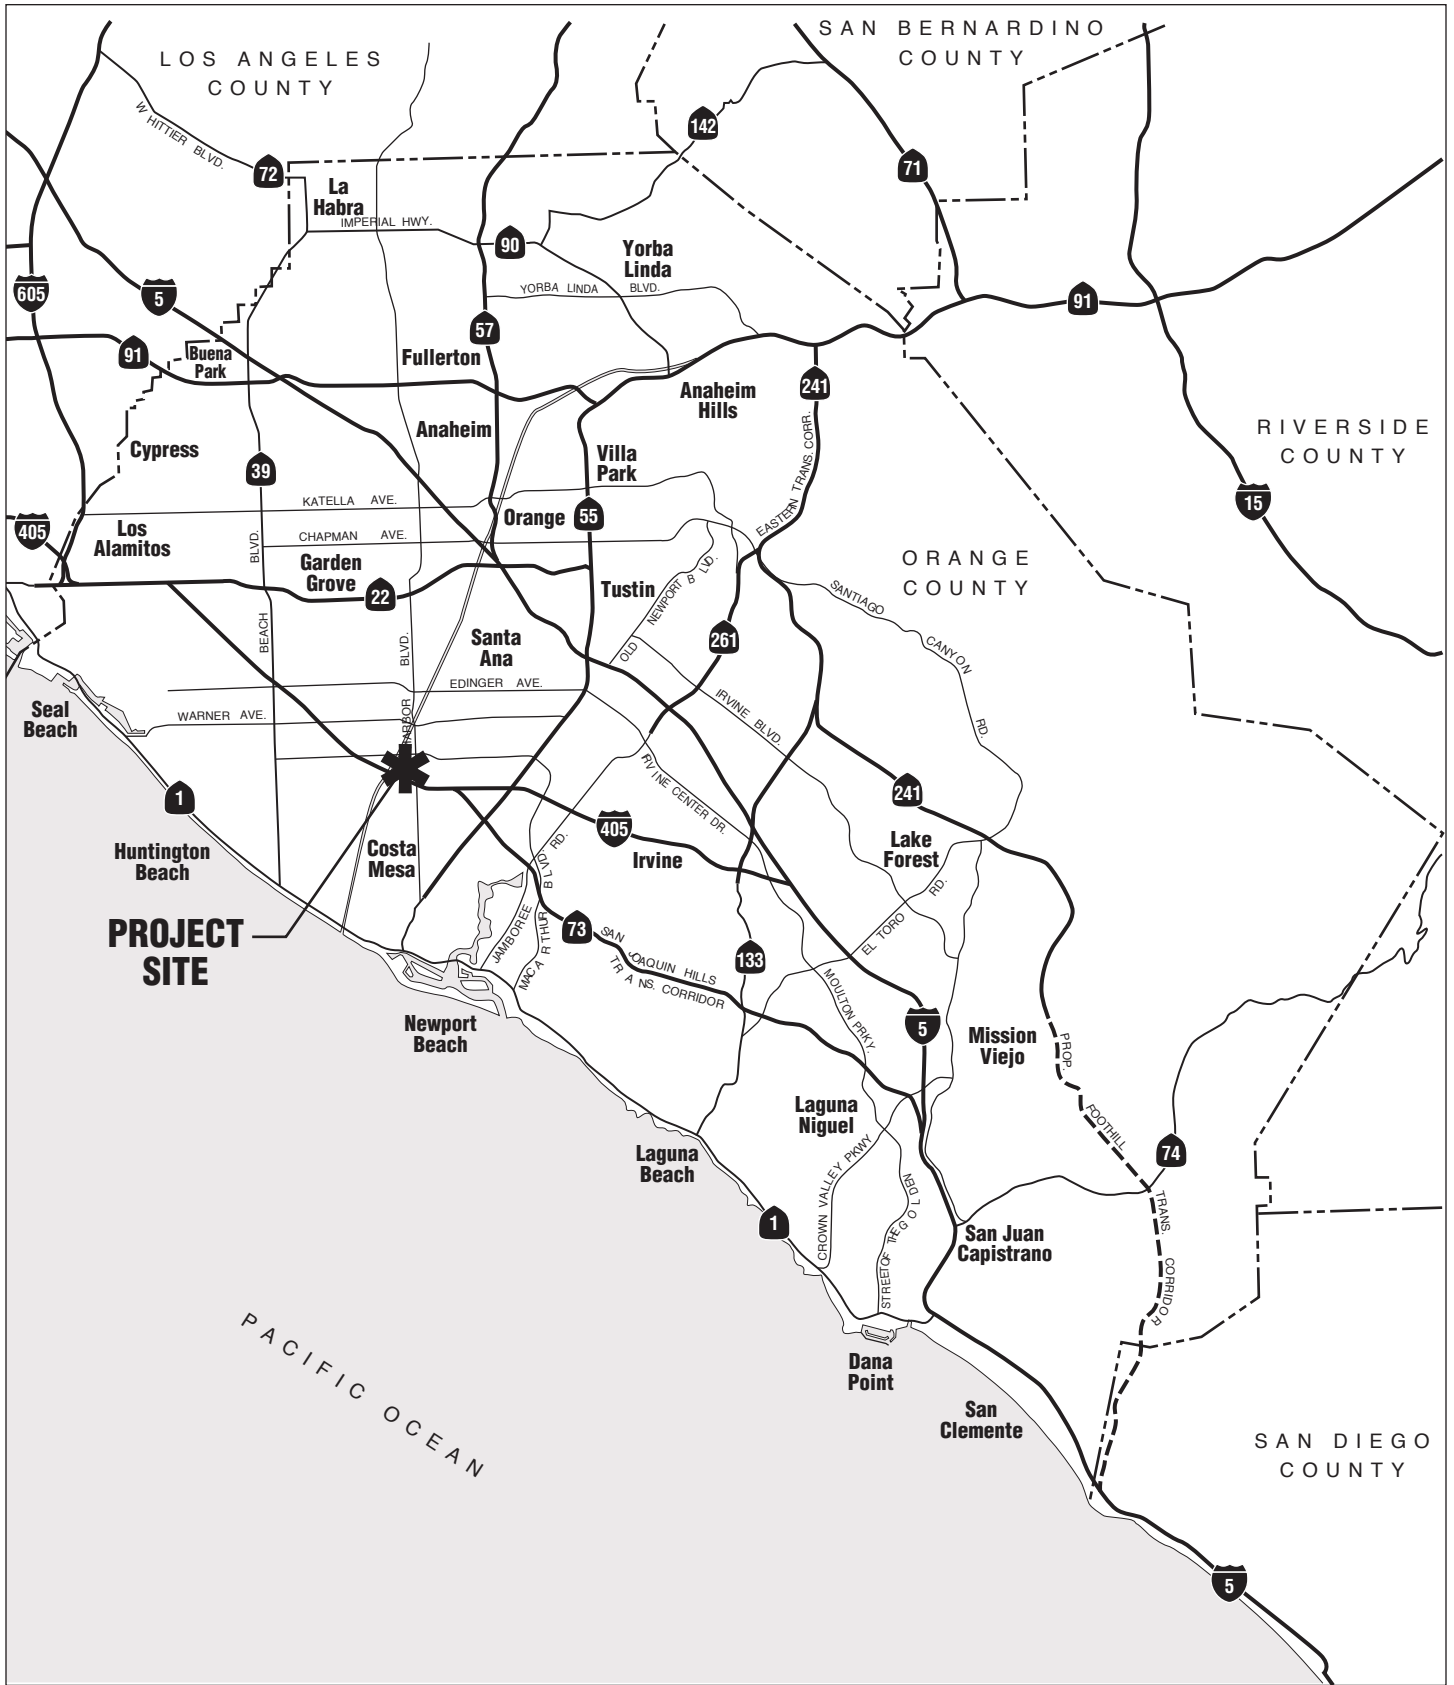 LOS ANGELES
COUNTY
SAN BERNARDINO
COUNTY
W HITTIER BLVD.
142
72
71
La
Habra
IMPERIAL HWY.
90
Yorba
Linda
605
5
YORBA LINDA BLVD.
91
57
91
Buena
Park
Fullerton
241
Anaheim
Hills
Anaheim
EASTERN TRANS. CORR.
RIVERSIDE
COUNTY
Cypress
Villa
Park
39
KATELLA AVE.
15
405
Los
Alamitos
Orange
55
BLVD.
CHAPMAN AVE.
ORANGE
COUNTY
Garden
Grove
22
Tustin
OLD NEWPORT BLVD.
SANTIAGO
CANYON
RD.
BEACH
BLVD.
Santa
Ana
261
EDINGER AVE.
Seal
Beach
WARNER AVE.
HARBOR
IRVINE BLVD.
IRVINE CENTER DR.
1
241
405
Huntington
Beach
Costa
Mesa
Irvine
Lake
Forest
JAMBOREE RD.
MACARTHUR BLVD.
EL TORO RD.
PROJECT
SITE
73
SAN JOAQUIN HILLS
TRANS. CORRIDOR
133
MOULTON PRKY.
Newport
Beach
5
Mission
Viejo
PROP.
FOOTHILL
TRANS.
CORRIDOR
Laguna
Niguel
74
Laguna
Beach
CROWN VALLEY PKWY
STREET OF THE GOLDEN
1
San Juan
Capistrano
PACIFIC OCEAN
Dana
Point
San
Clemente
SAN DIEGO
COUNTY
5